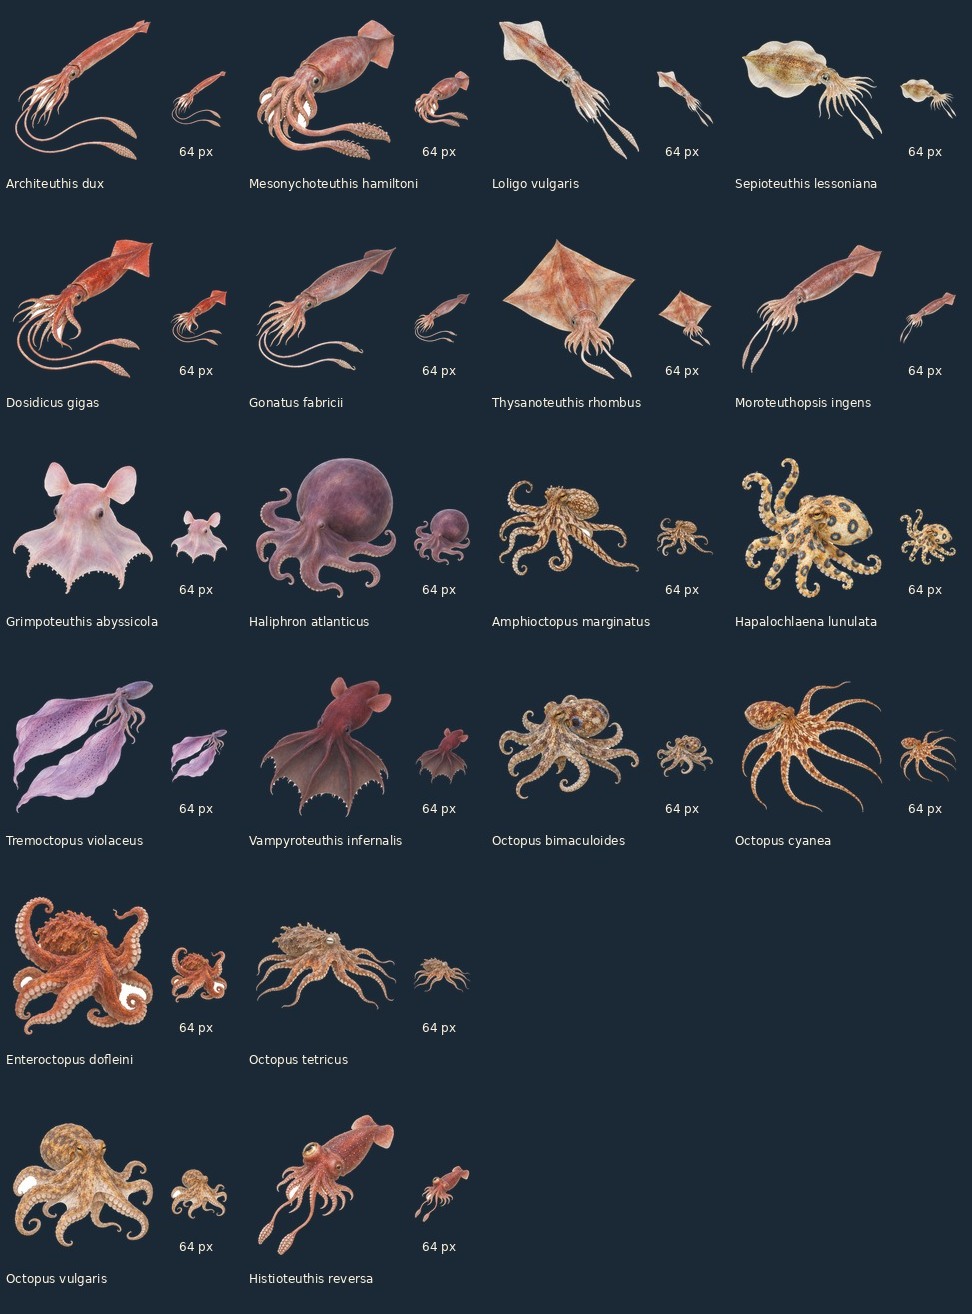 64 px
64 px
64 px
64 px
Architeuthis dux
Mesonychoteuthis hamiltoni
Loligo vulgaris
Sepioteuthis lessoniana
64 px
64 px
64 px
64 px
Dosidicus gigas
Gonatus fabricii
Thysanoteuthis rhombus
Moroteuthopsis ingens
64 px
64 px
64 px
64 px
Grimpoteuthis abyssicola
Haliphron atlanticus
Amphioctopus marginatus
Hapalochlaena lunulata
64 px
64 px
64 px
64 px
Tremoctopus violaceus
Vampyroteuthis infernalis
Octopus bimaculoides
Octopus cyanea
64 px
64 px
Enteroctopus dofleini
Octopus tetricus
64 px
64 px
Octopus vulgaris
Histioteuthis reversa